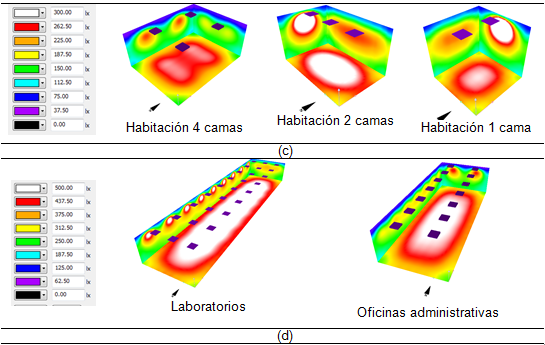 300.00 lx
262.50 lx
225.00 lx
187.50 lx
150.00 lx
112.50 lx
75.00 lx
37.50 lx
0.00 lx
Habitación 4 camas
Habitación 2 camas
Habitación 1 cama
(c)
500.00 lx
437.50 lx
375.00 lx
312.50 lx
250.00 lx
187.50 lx
125.00 lx
62.50 lx
0.00 lx
Laboratorios
Oficinas administrativas
(d)